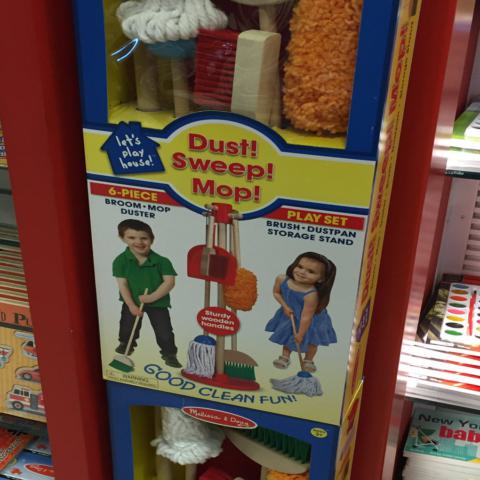 let's
play
house!
Dust!
Sweep!
Mop!
6-PIECE
BROOM • MOP
DUSTER
PLAY SET
BRUSH • DUSTPAN
STORAGE STAND
Sturdy
wooden
handles
WARNING
GOOD CLEAN FUN!
Melissa & Doug
New Yo
bab